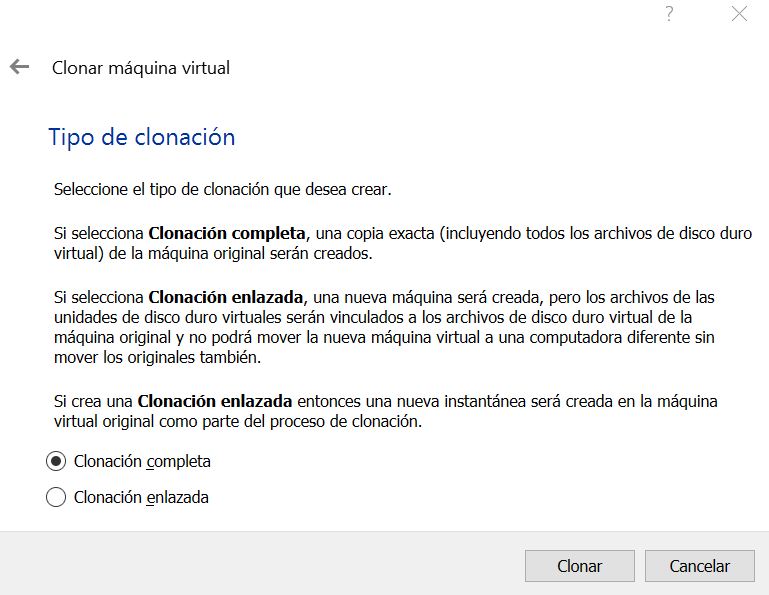 ?
Clonar máquina virtual
Tipo de clonación
Seleccione el tipo de clonación que desea crear.
Si selecciona Clonación completa, una copia exacta (incluyendo todos los archivos de disco duro
virtual) de la máquina original serán creados.
Si selecciona Clonación enlazada, una nueva máquina será creada, pero los archivos de las
unidades de disco duro virtuales serán vinculados a los archivos de disco duro virtual de la
máquina original y no podrá mover la nueva máquina virtual a una computadora diferente sin
mover los originales también.
Si crea una Clonación enlazada entonces una nueva instantánea será creada en la máquina
virtual original como parte del proceso de clonación.
Clonación completa
Clonación enlazada
Clonar Cancelar